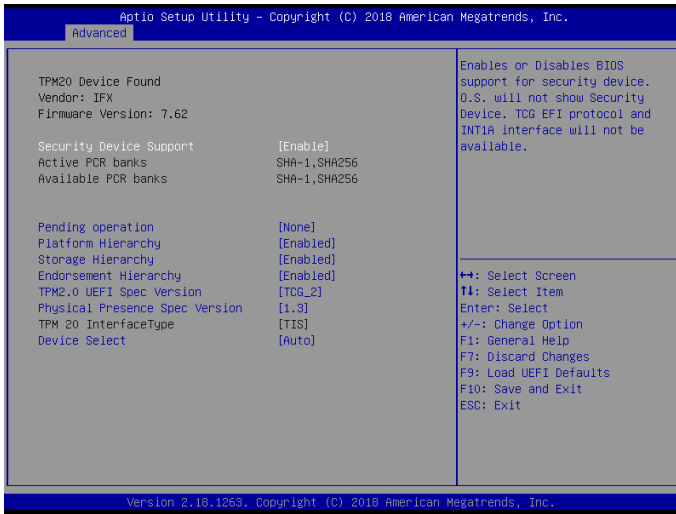 Aptio Setup Utility – Copyright (C) 2018 American Megatrends, Inc.
Advanced
TPM20 Device Found
Vendor: IFX
Firmware Version: 7.62
Security Device Support [Enable]
Active PCR banks SHA-1,SHA256
Available PCR banks SHA-1,SHA256
Pending operation [None]
Platform Hierarchy [Enabled]
Storage Hierarchy [Enabled]
Endorsement Hierarchy [Enabled]
TPM2.0 UEFI Spec Version [TCG_2]
Physical Presence Spec Version [1.3]
TPM 20 InterfaceType [TIS]
Device Select [Auto]
Enables or Disables BIOS
support for security device.
O.S. will not show Security
Device. TCG EFI protocol and
INT1A interface will not be
available.
↔: Select Screen
↑↓: Select Item
Enter: Select
+/-: Change Option
F1: General Help
F7: Discard Changes
F9: Load UEFI Defaults
F10: Save and Exit
ESC: Exit
Version 2.18.1263. Copyright (C) 2018 American Megatrends, Inc.